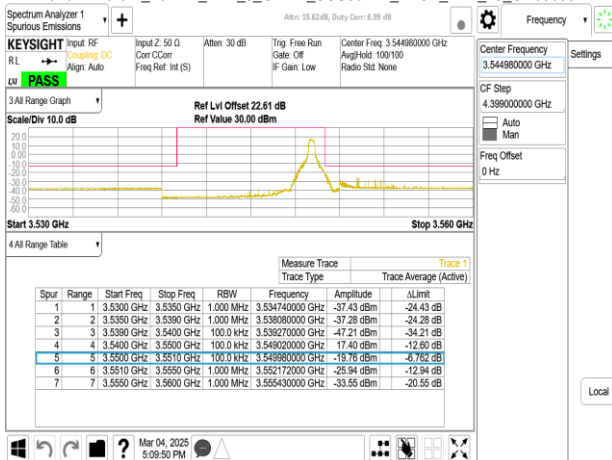 Spectrum Analyzer 1
Spurious Emissions
Attn: 15.62dB, Duty Corr: 6.99 dB
Frequency
KEYSIGHT Input: RF Input Z: 50 Ω Atten: 30 dB Trig: Free Run Center Freq: 3.544980000 GHz
RL Coupling: DC Corr CCorr Gate: Off Avg|Hold: 100/100
Align: Auto Freq Ref: Int (S) IF Gain: Low Radio Std: None
LXI PASS
Center Frequency
3.544980000 GHz
Settings
CF Step
4.399000000 GHz
Auto
Man
Freq Offset
0 Hz
3 All Range Graph
Ref Lvl Offset 22.61 dB
Scale/Div 10.0 dB Ref Value 30.00 dBm
20.0
10.0
0.00
-10.0
-20.0
-30.0
-40.0
-50.0
-60.0
Start 3.530 GHz Stop 3.560 GHz
4 All Range Table
Measure Trace Trace 1
Trace Type Trace Average (Active)
Spur Range Start Freq Stop Freq RBW Frequency Amplitude ΔLimit
1 1 3.5300 GHz 3.5350 GHz 1.000 MHz 3.534740000 GHz -37.43 dBm -24.43 dB
2 2 3.5350 GHz 3.5390 GHz 1.000 MHz 3.538080000 GHz -37.28 dBm -24.28 dB
3 3 3.5390 GHz 3.5400 GHz 100.0 kHz 3.539270000 GHz -47.21 dBm -34.21 dB
4 4 3.5400 GHz 3.5500 GHz 100.0 kHz 3.549020000 GHz 17.40 dBm -12.60 dB
5 5 3.5500 GHz 3.5510 GHz 100.0 kHz 3.549980000 GHz -19.76 dBm -6.762 dB
6 6 3.5510 GHz 3.5550 GHz 1.000 MHz 3.552172000 GHz -25.94 dBm -12.94 dB
7 7 3.5550 GHz 3.5600 GHz 1.000 MHz 3.555430000 GHz -33.55 dBm -20.55 dB
Local
Mar 04, 2025
5:09:50 PM